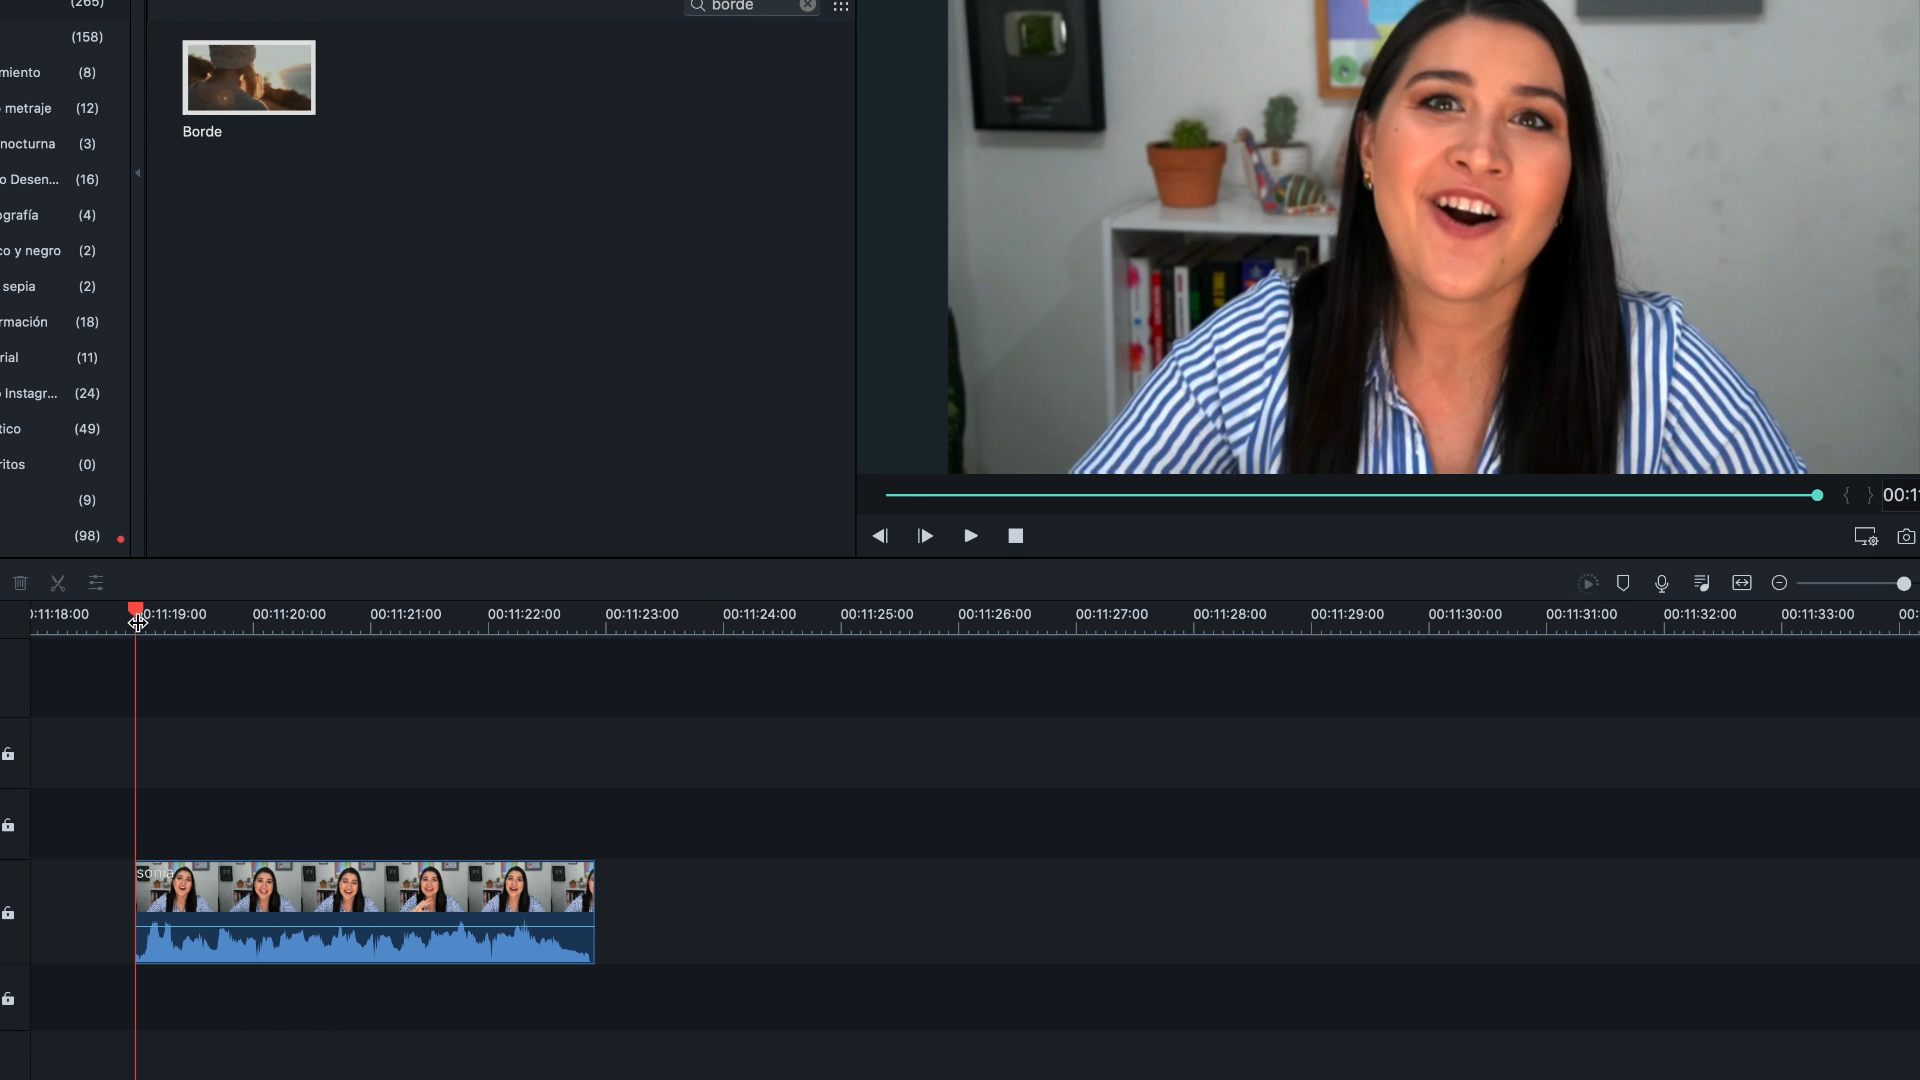 (265)
borde
(158)
miento (8)
metraje (12)
nocturna (3)
o Desen... (16)
ografía (4)
co y negro (2)
sepia (2)
rmación (18)
rial (11)
Instagr... (24)
tico (49)
ritos (0)
(9)
(98)
Borde
00:11
):11:18:00 00:11:19:00 00:11:20:00 00:11:21:00 00:11:22:00 00:11:23:00 00:11:24:00 00:11:25:00 00:11:26:00 00:11:27:00 00:11:28:00 00:11:29:00 00:11:30:00 00:11:31:00 00:11:32:00 00:11:33:00 00:
sonia